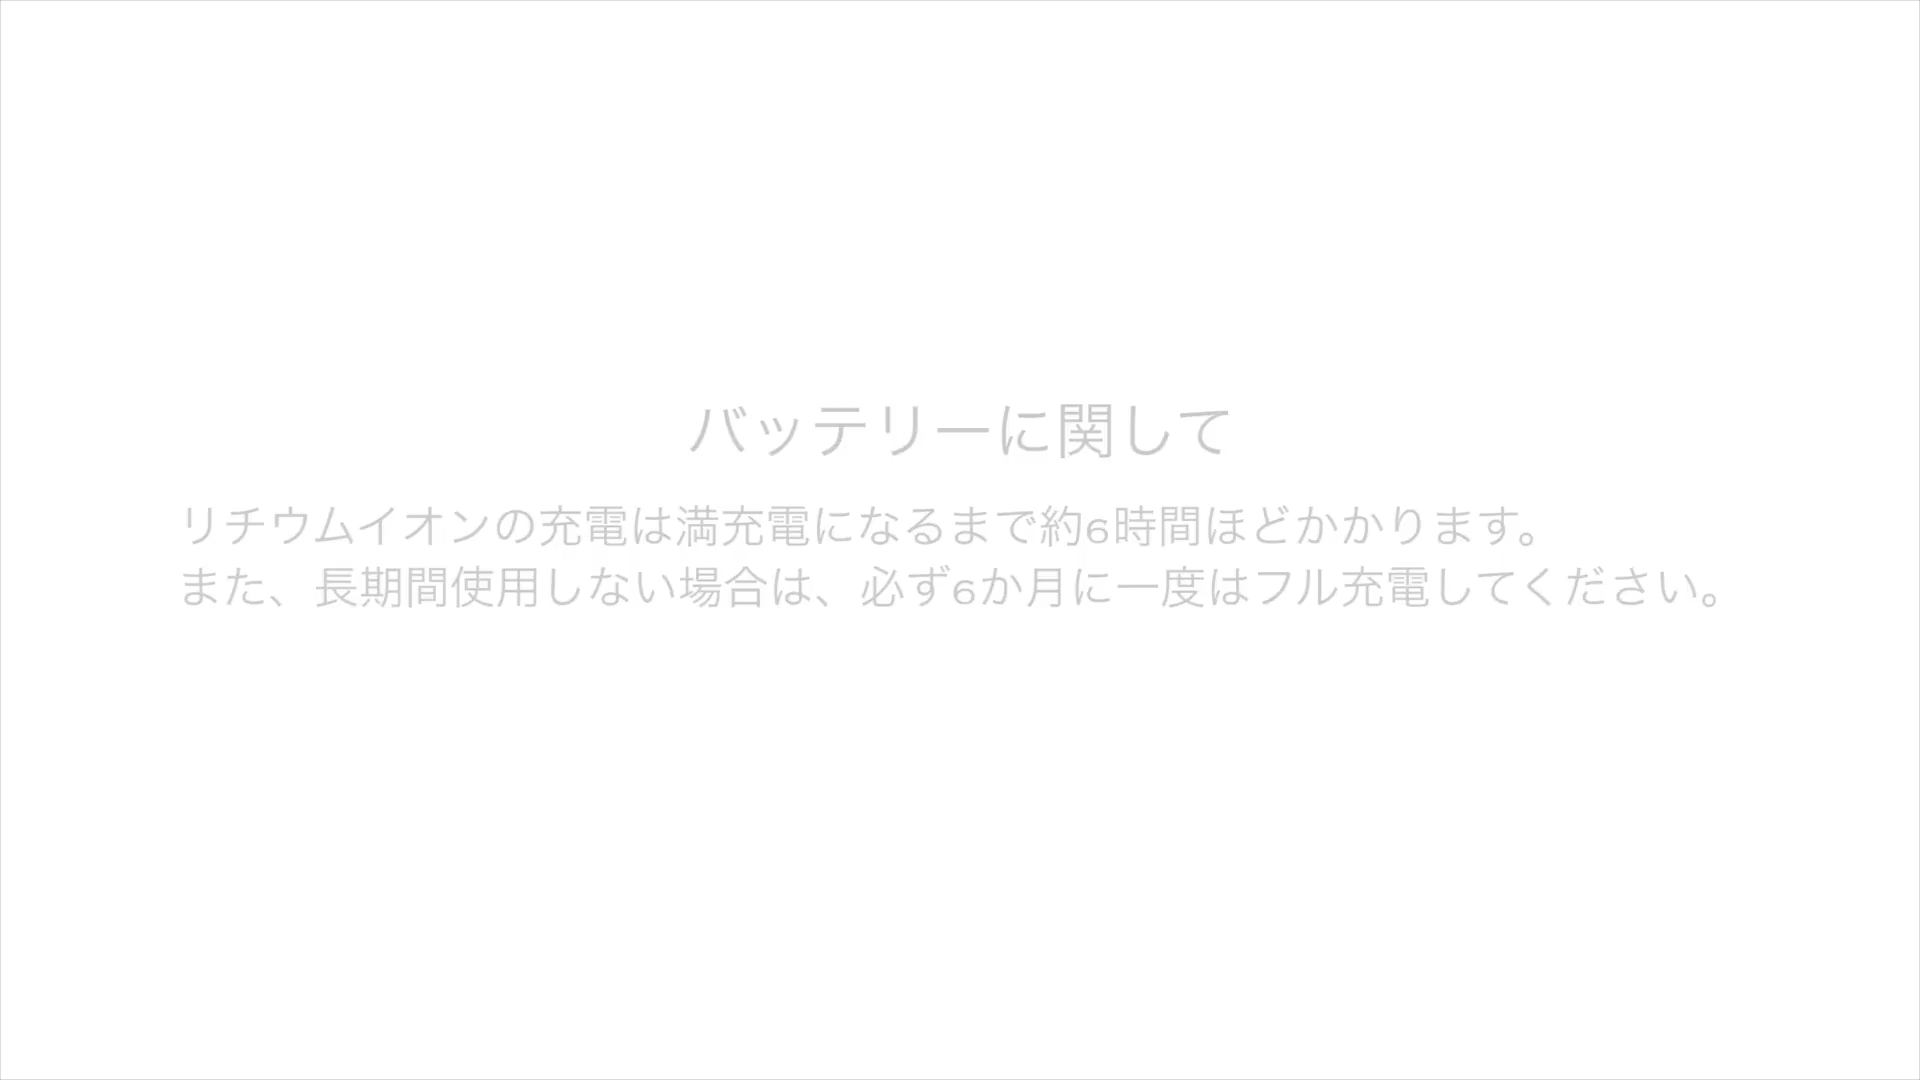 バッテリーに関して
リチウムイオンの充電は満充電になるまで約6時間ほどかかります。
また、長期間使用しない場合は、必ず6か月に一度はフル充電してください。